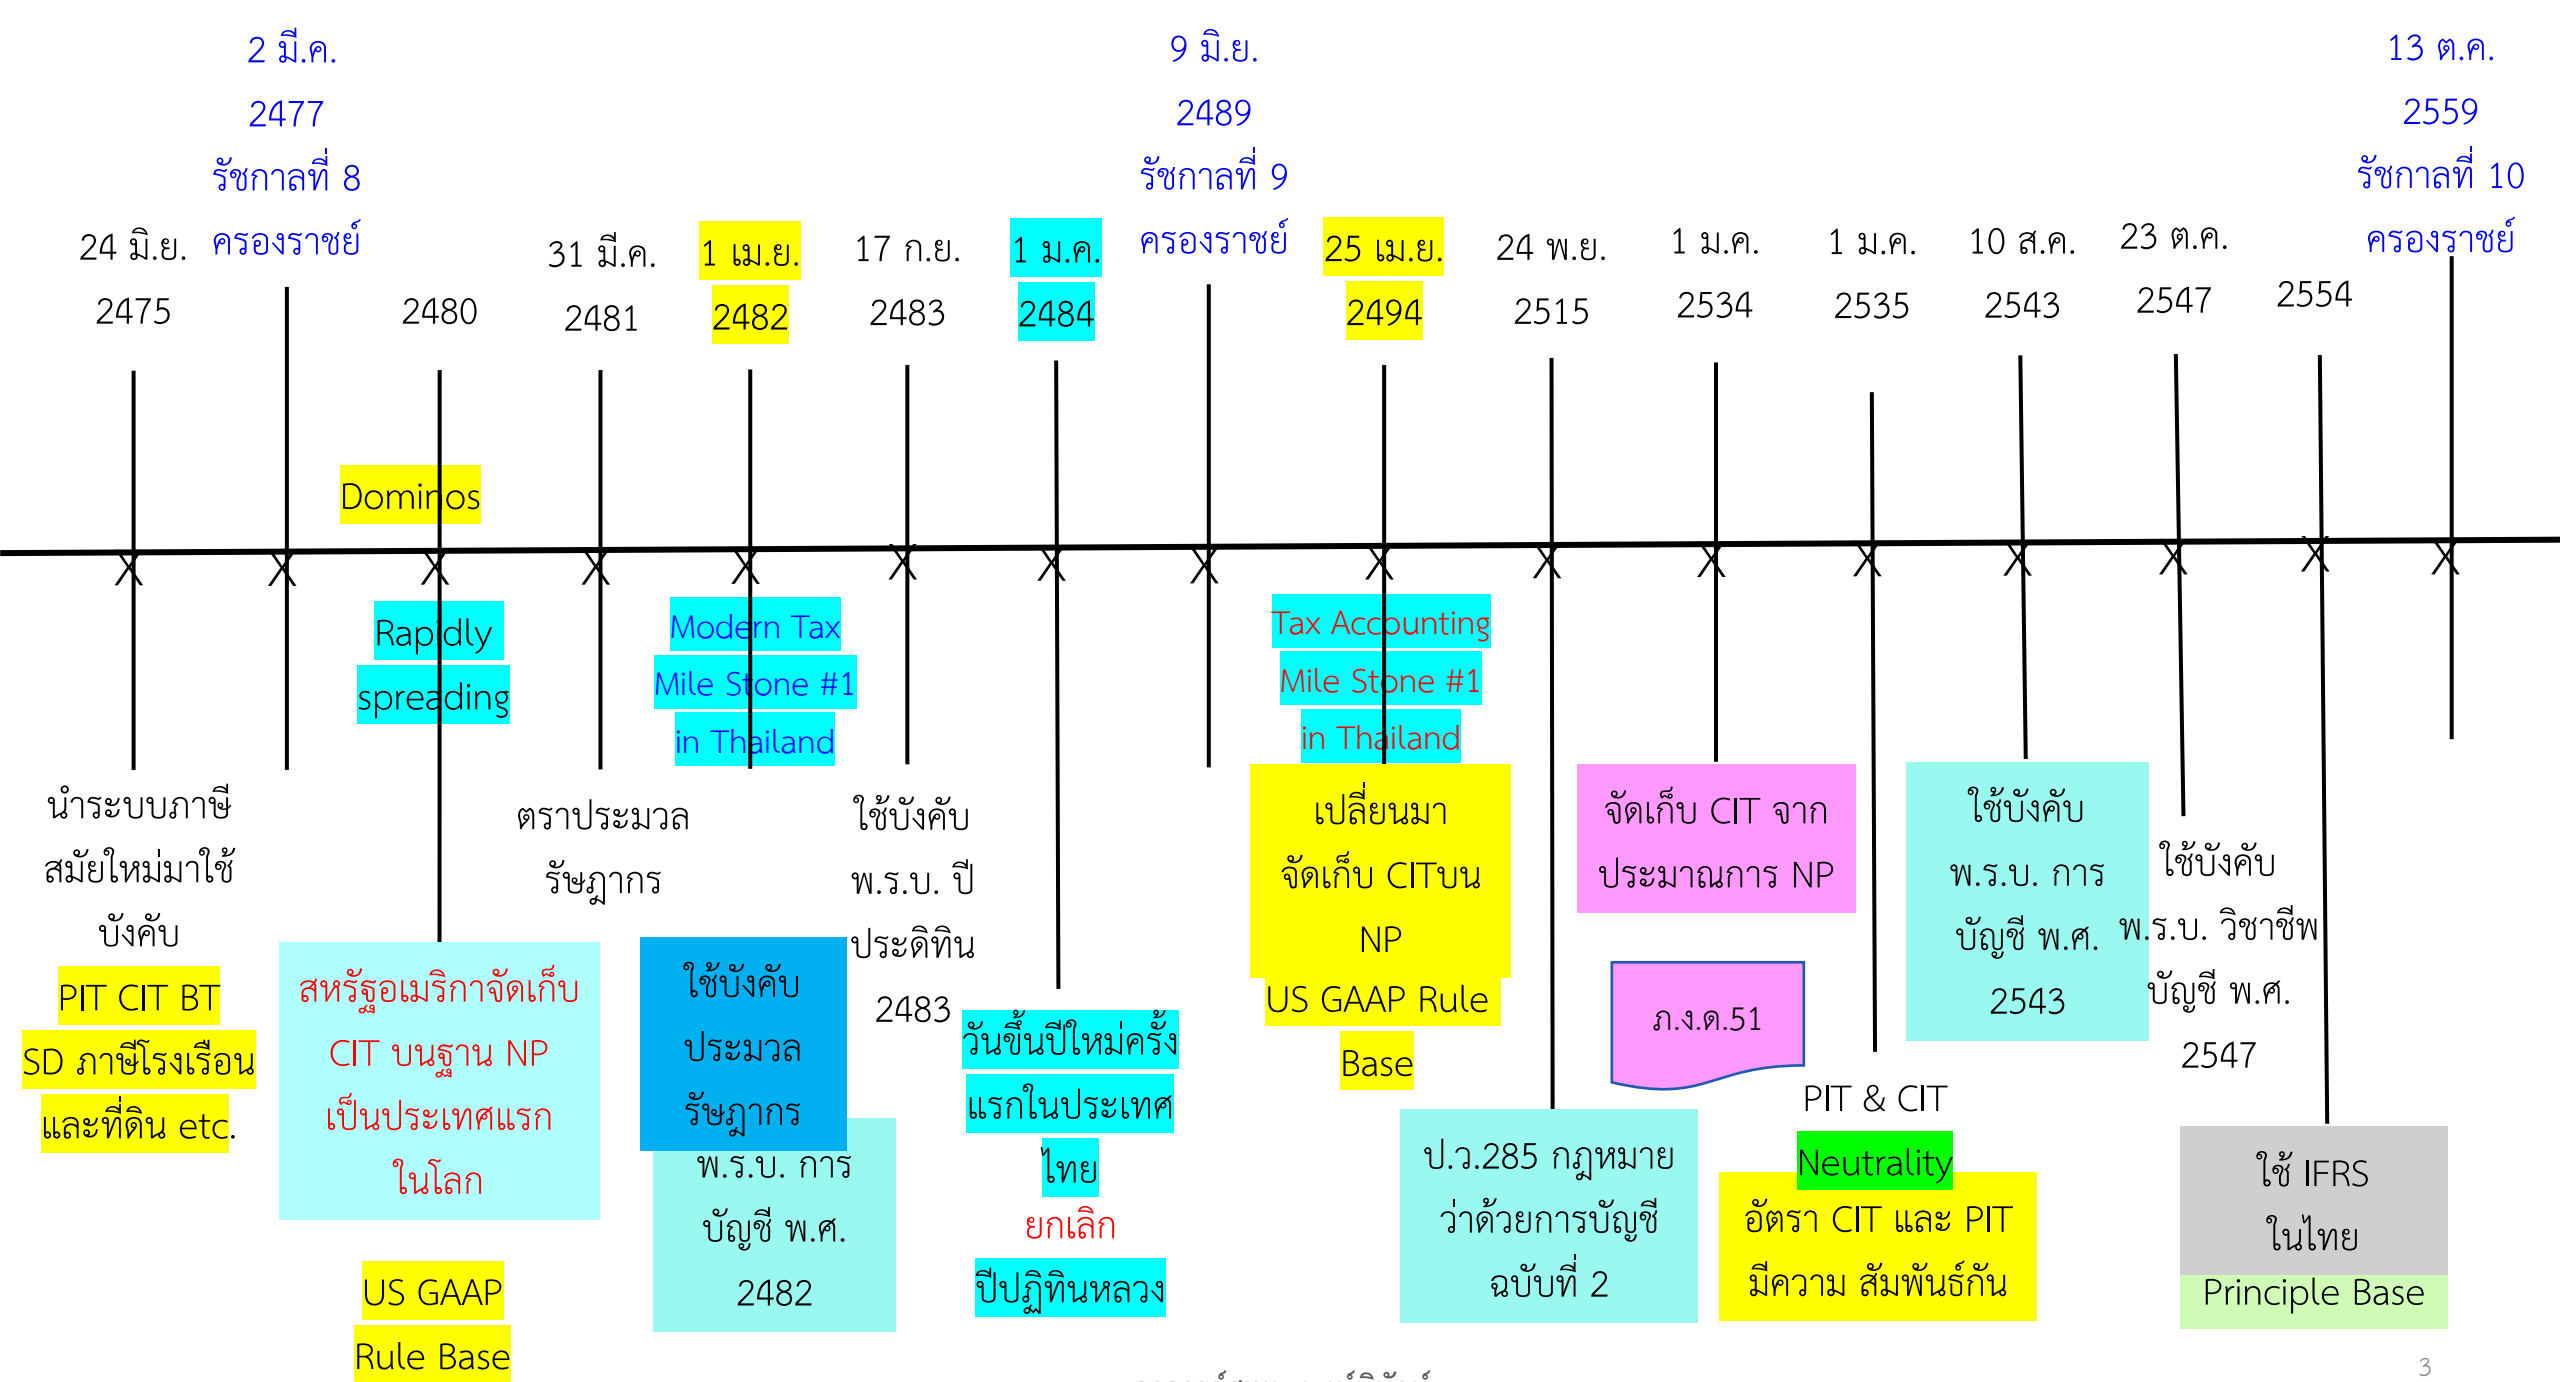 2 มี.ค.
2477
รัชกาลที่ 8
ครองราชย์
9 มิ.ย.
2489
รัชกาลที่ 9
ครองราชย์
13 ต.ค.
2559
รัชกาลที่ 10
ครองราชย์
24 มิ.ย.
2475
2480
31 มี.ค.
2481
1 เม.ย.
2482
17 ก.ย.
2483
1 ม.ค.
2484
25 เม.ย.
2494
24 พ.ย.
2515
1 ม.ค.
2534
1 ม.ค.
2535
10 ส.ค.
2543
23 ต.ค.
2547
2554
Dominos
X X X X X X X X X X X X X X X X
Rapidly
spreading
Modern Tax
Mile Stone #1
in Thailand
Tax Accounting
Mile Stone #1
in Thailand
นำระบบภาษี
สมัยใหม่มาใช้
บังคับ
PIT CIT BT
SD ภาษีโรงเรือน
และที่ดิน etc.
สหรัฐอเมริกาจัดเก็บ
CIT บนฐาน NP
เป็นประเทศแรก
ในโลก
US GAAP
Rule Base
ตราประมวล
รัษฎากร
ใช้บังคับ
ประมวล
รัษฎากร
พ.ร.บ. การ
บัญชี พ.ศ.
2482
ใช้บังคับ
พ.ร.บ. ปี
ประดิทิน
2483
วันขึ้นปีใหม่ครั้ง
แรกในประเทศ
ไทย
ยกเลิก
ปีปฏิทินหลวง
เปลี่ยนมา
จัดเก็บ CITบน
NP
US GAAP Rule
Base
ป.ว.285 กฎหมาย
ว่าด้วยการบัญชี
ฉบับที่ 2
จัดเก็บ CIT จาก
ประมาณการ NP
ภ.ง.ด.51
PIT & CIT
Neutrality
อัตรา CIT และ PIT
มีความ สัมพันธ์กัน
ใช้บังคับ
พ.ร.บ. การ
บัญชี พ.ศ.
2543
ใช้บังคับ
พ.ร.บ. วิชาชีพ
บัญชี พ.ศ.
2547
ใช้ IFRS
ในไทย
Principle Base
3